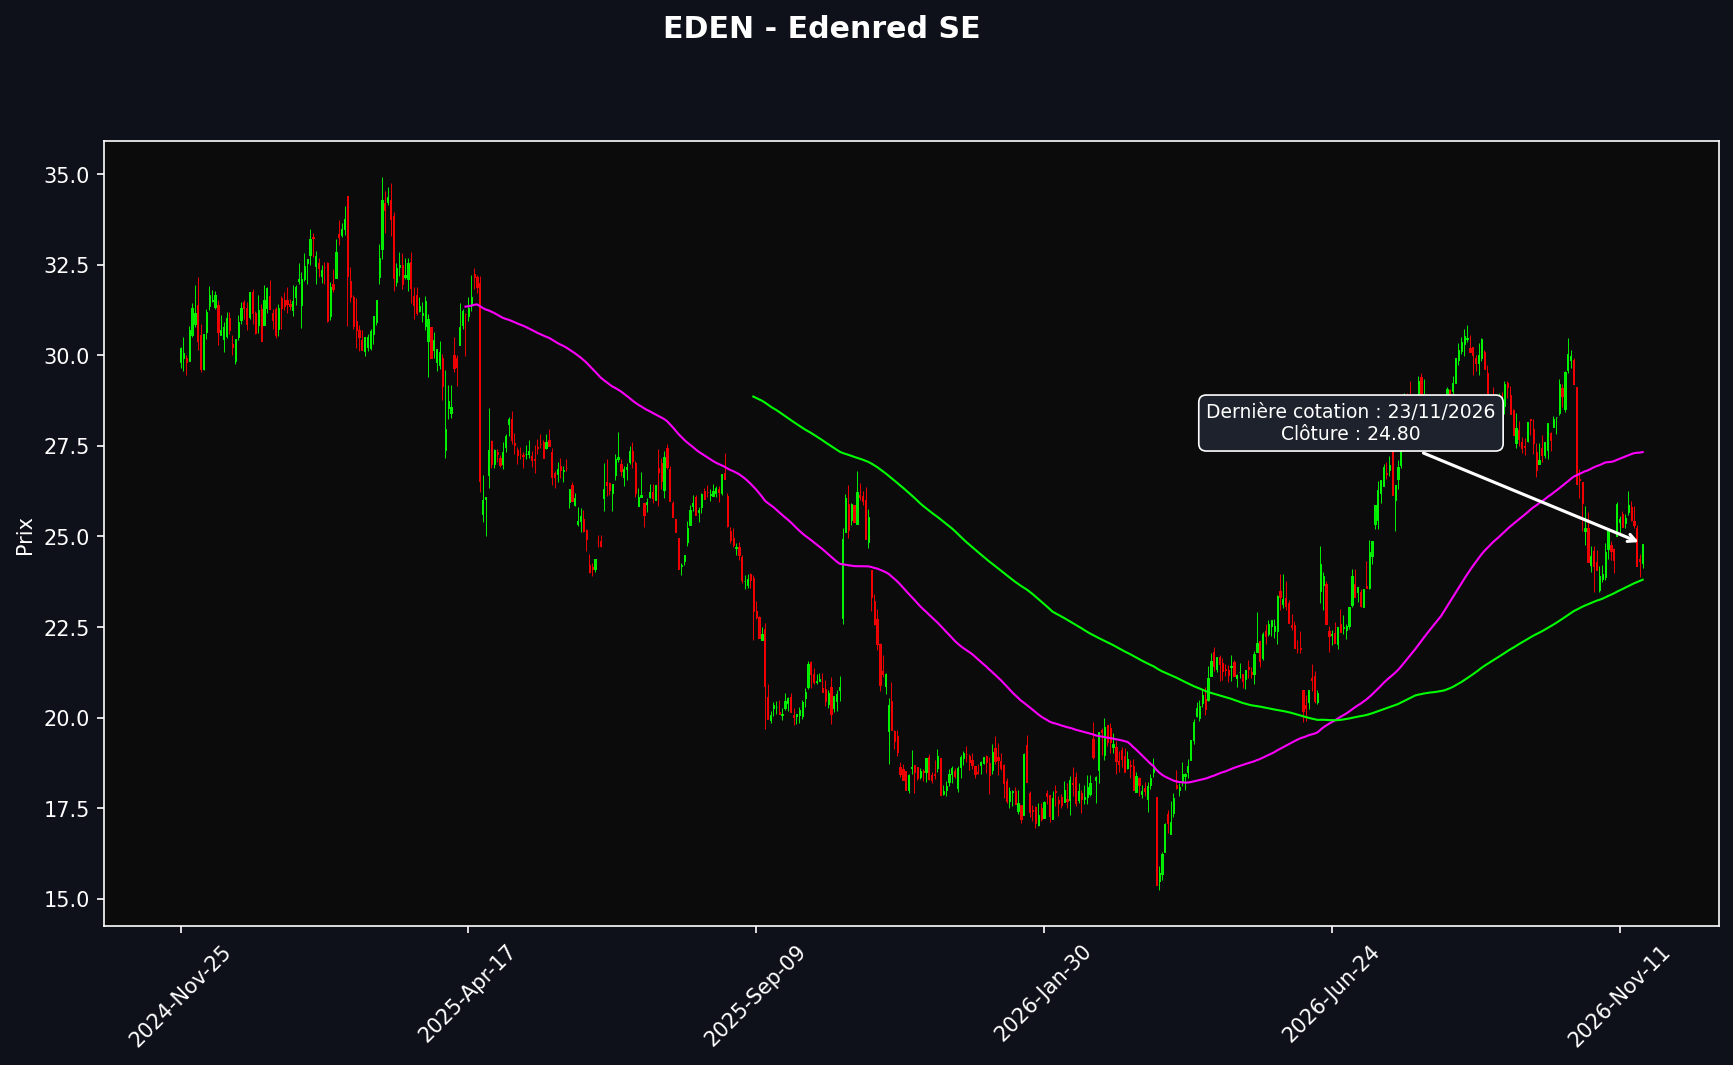 EDEN - Edenred SE
Prix
35.0
32.5
30.0
27.5
25.0
22.5
20.0
17.5
15.0
Dernière cotation : 23/11/2026
Clôture : 24.80
2024-Nov-25
2025-Apr-17
2025-Sep-09
2026-Jan-30
2026-Jun-24
2026-Nov-11